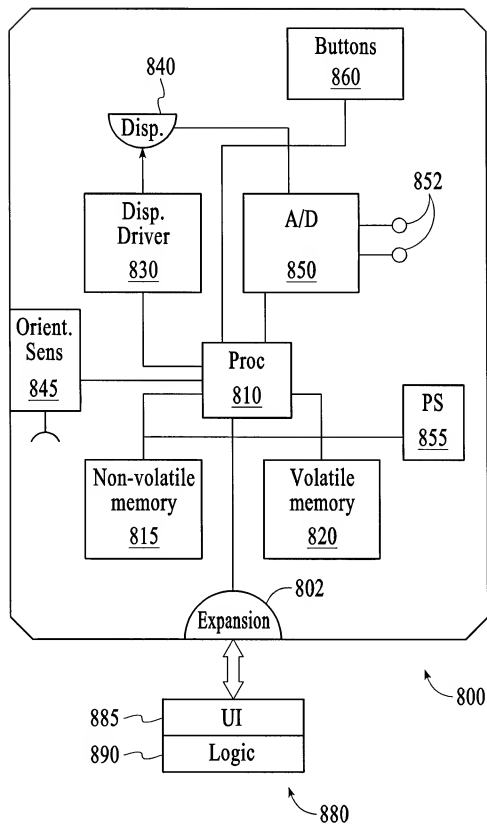 Buttons
860
840
Disp.
852
Disp.
Driver
830
A/D
850
Orient.
Sens
845
Proc
810
PS
855
Non-volatile
memory
815
Volatile
memory
820
802
Expansion
800
885
UI
890
Logic
880